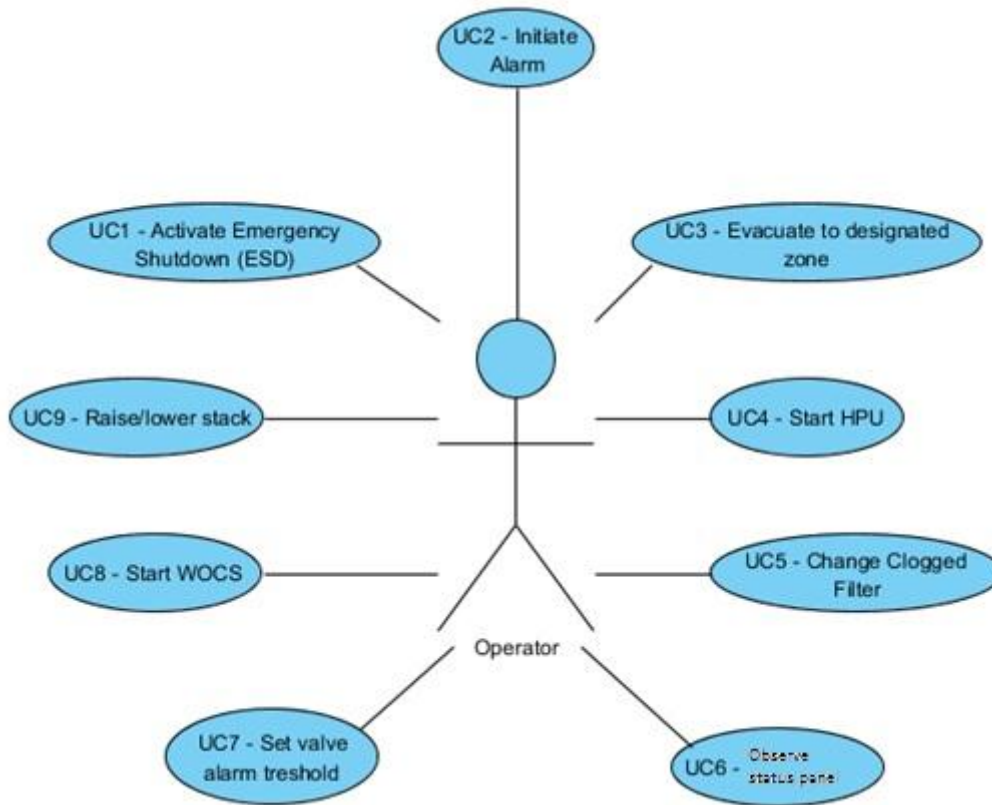 UC2 - Initiate
Alarm
UC1 - Activate Emergency
Shutdown (ESD)
UC3 - Evacuate to designated
zone
UC9 - Raise/lower stack
UC4 - Start HPU
UC8 - Start WOCS
UC5 - Change Clogged
Filter
Operator
UC7 - Set valve
alarm treshold
UC6 - Observe
status panel